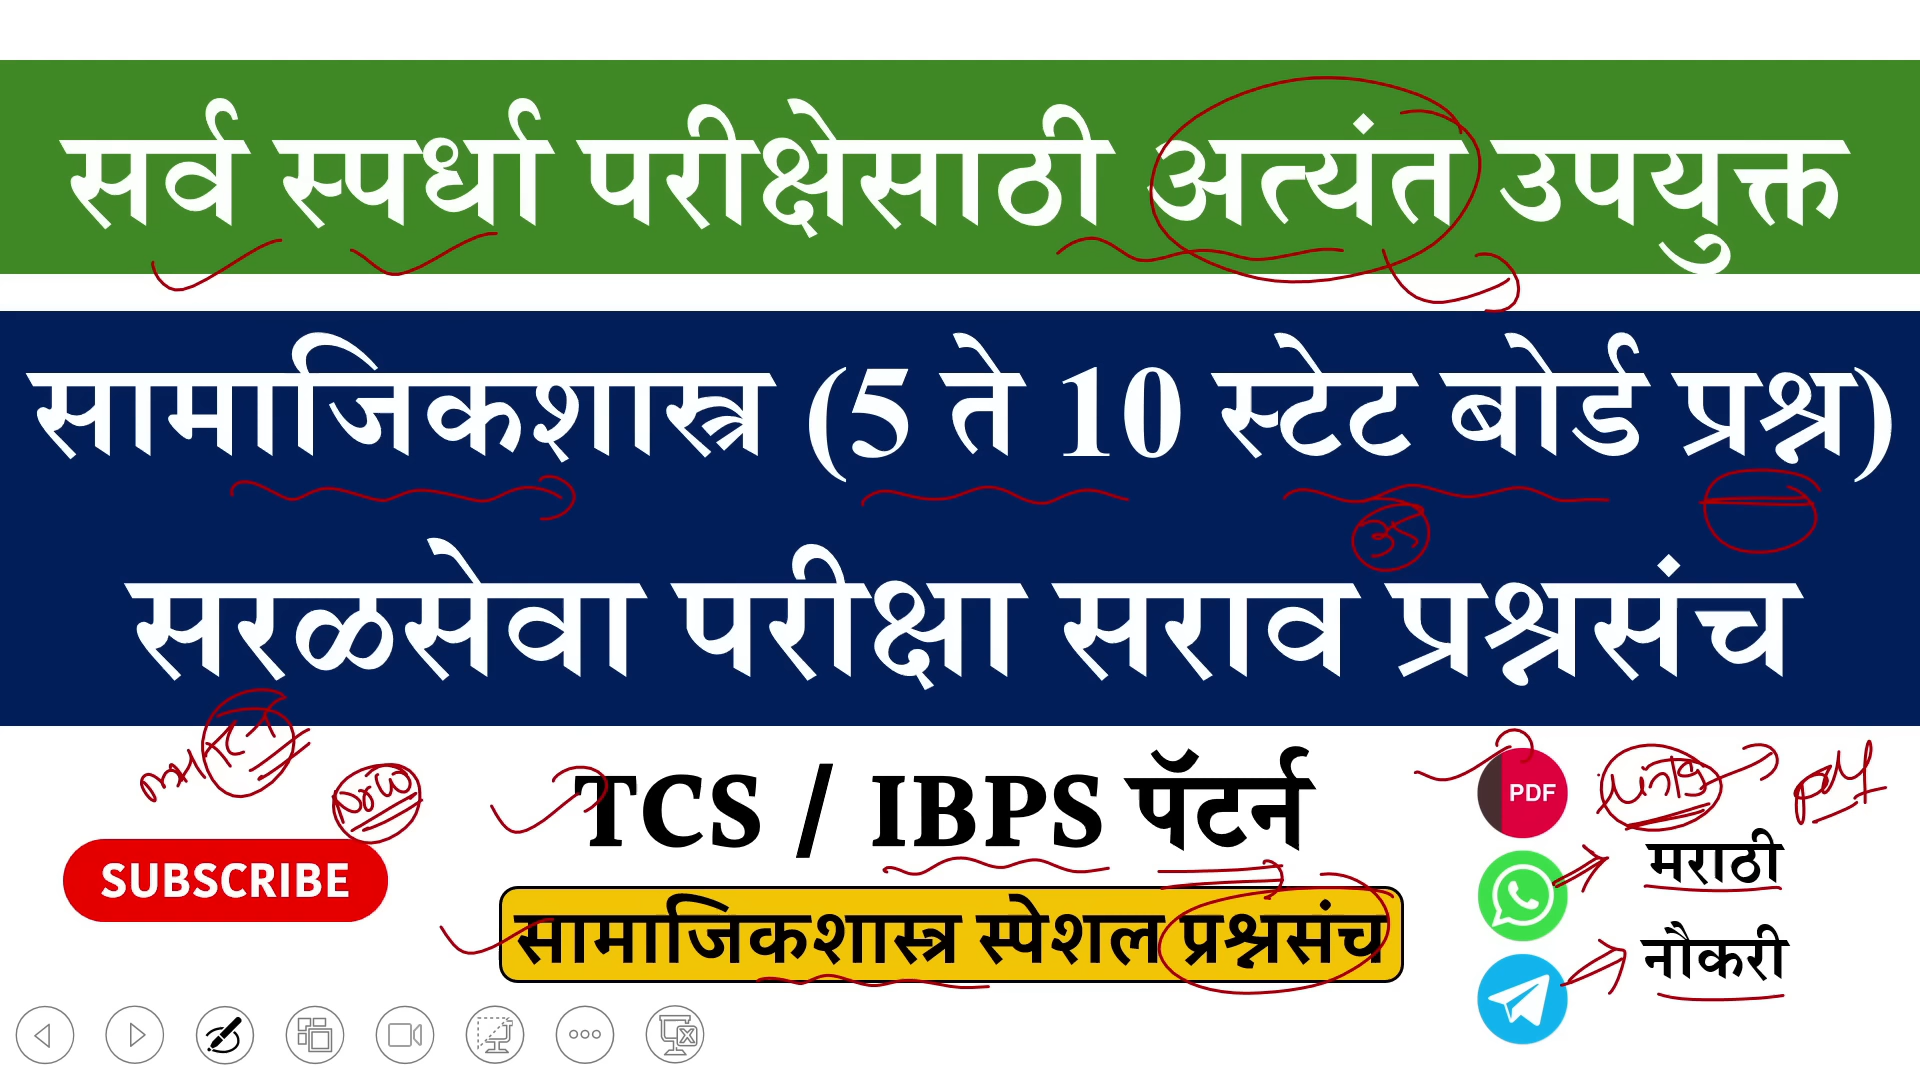 सर्व स्पर्धा परीक्षेसाठी अत्यंत उपयुक्त
सामाजिकशास्त्र (5 ते 10 स्टेट बोर्ड प्रश्न)
सरळसेवा परीक्षा सराव प्रश्नसंच
TCS / IBPS पॅटर्न
PDF
pdf
मराठी
SUBSCRIBE
सामाजिकशास्त्र स्पेशल प्रश्नसंच
नौकरी